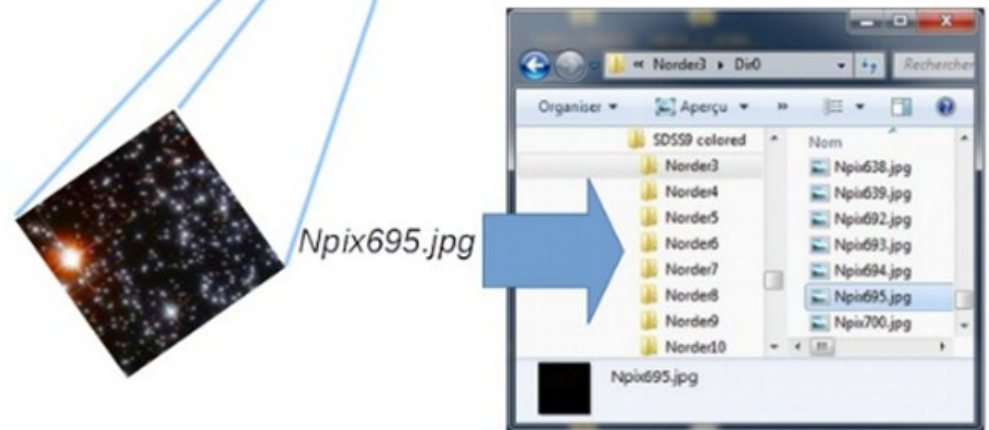 Npix695.jpg
« Norder3 ▸ Dir0
Rechercher
Organiser ▾ Aperçu ▾ »
SDSS9 colored
Norder3
Norder4
Norder5
Norder6
Norder7
Norder8
Norder9
Norder10
Nom
Npix638.jpg
Npix639.jpg
Npix692.jpg
Npix693.jpg
Npix694.jpg
Npix695.jpg
Npix700.jpg
Npix695.jpg